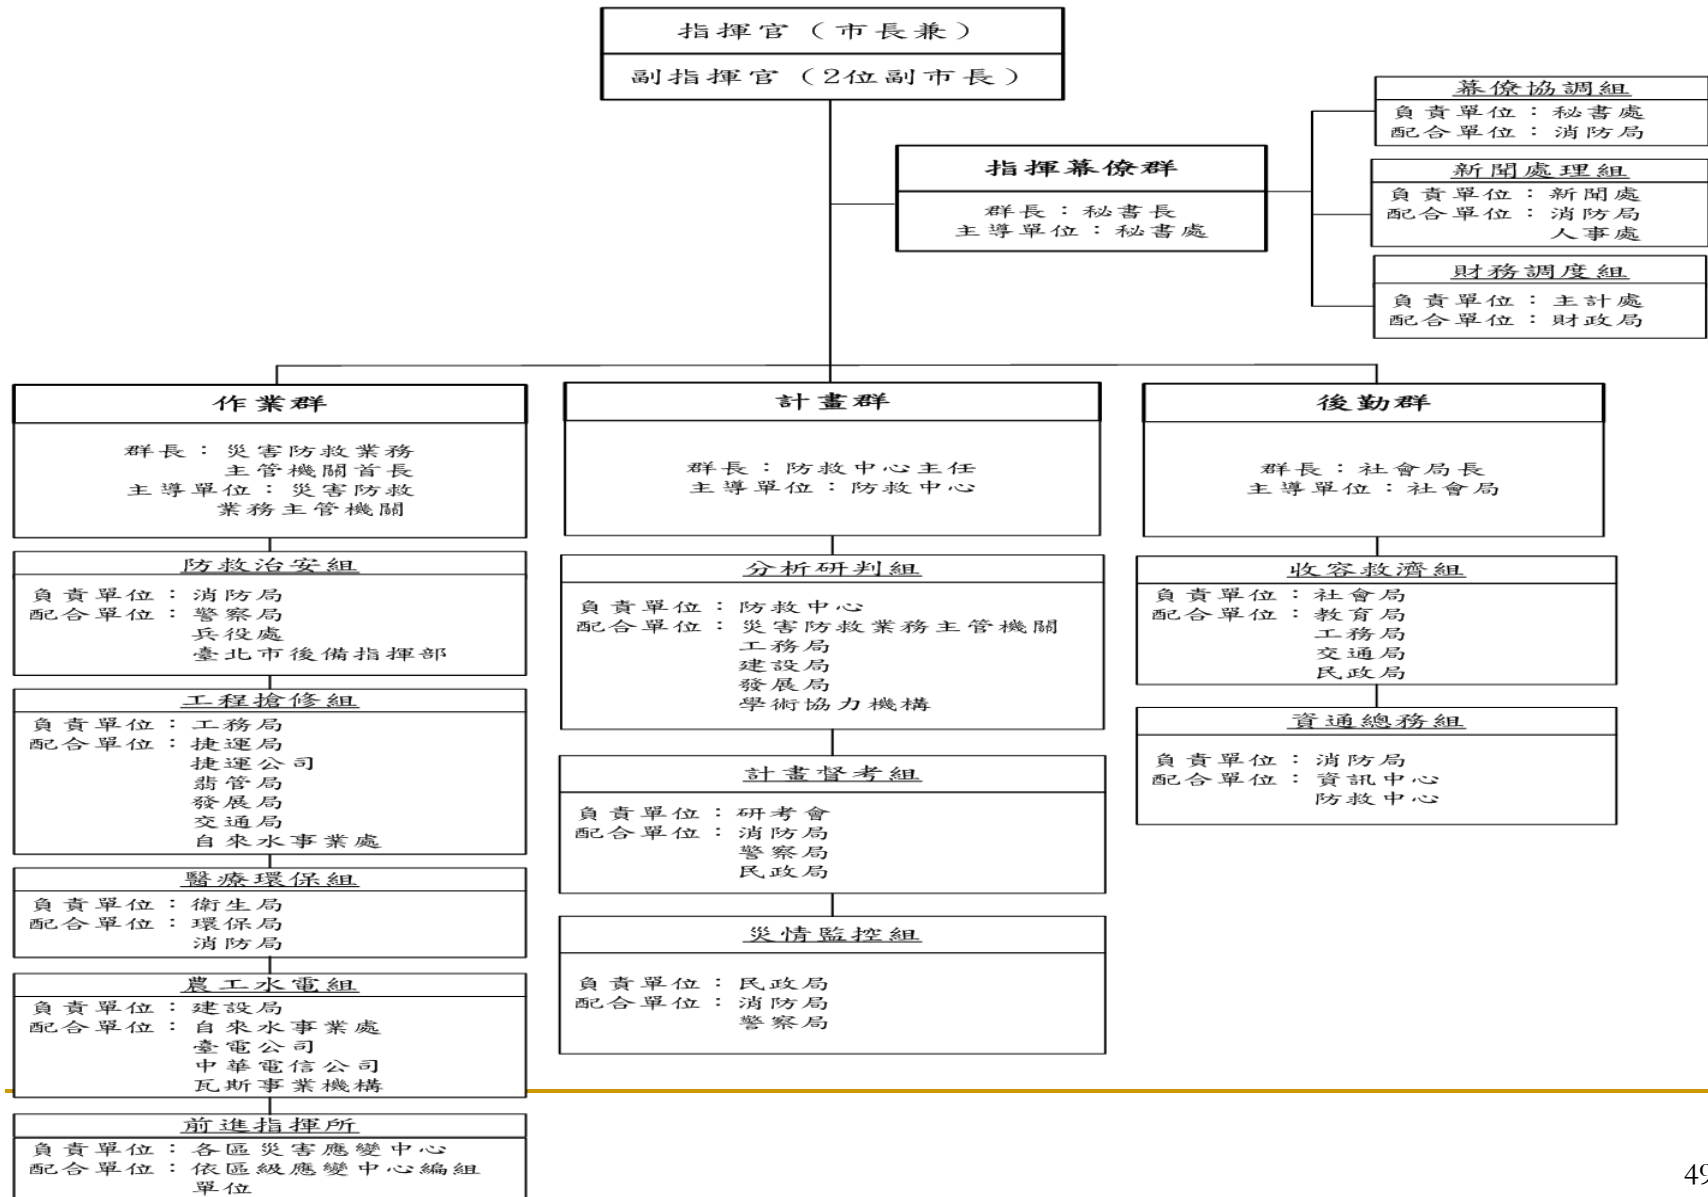 指揮官（市長兼）
副指揮官（2位副市長）
幕僚協調組
負責單位：秘書處
配合單位：消防局
指揮幕僚群
群長：秘書長
主導單位：秘書處
新聞處理組
負責單位：新聞處
配合單位：消防局
人事處
財務調度組
負責單位：主計處
配合單位：財政局
作業群
群長：災害防救業務
主管機關首長
主導單位：災害防救
業務主管機關
防救治安組
負責單位：消防局
配合單位：警察局
兵役處
臺北市後備指揮部
工程搶修組
負責單位：工務局
配合單位：捷運局
捷運公司
翡管局
發展局
交通局
自來水事業處
醫療環保組
負責單位：衛生局
配合單位：環保局
消防局
農工水電組
負責單位：建設局
配合單位：自來水事業處
臺電公司
中華電信公司
瓦斯事業機構
前進指揮所
負責單位：各區災害應變中心
配合單位：依區級應變中心編組
單位
計畫群
群長：防救中心主任
主導單位：防救中心
分析研判組
負責單位：防救中心
配合單位：災害防救業務主管機關
工務局
建設局
發展局
學術協力機構
計畫督考組
負責單位：研考會
配合單位：消防局
警察局
民政局
災情監控組
負責單位：民政局
配合單位：消防局
警察局
後勤群
群長：社會局長
主導單位：社會局
收容救濟組
負責單位：社會局
配合單位：教育局
工務局
交通局
民政局
資通總務組
負責單位：消防局
配合單位：資訊中心
防救中心
49